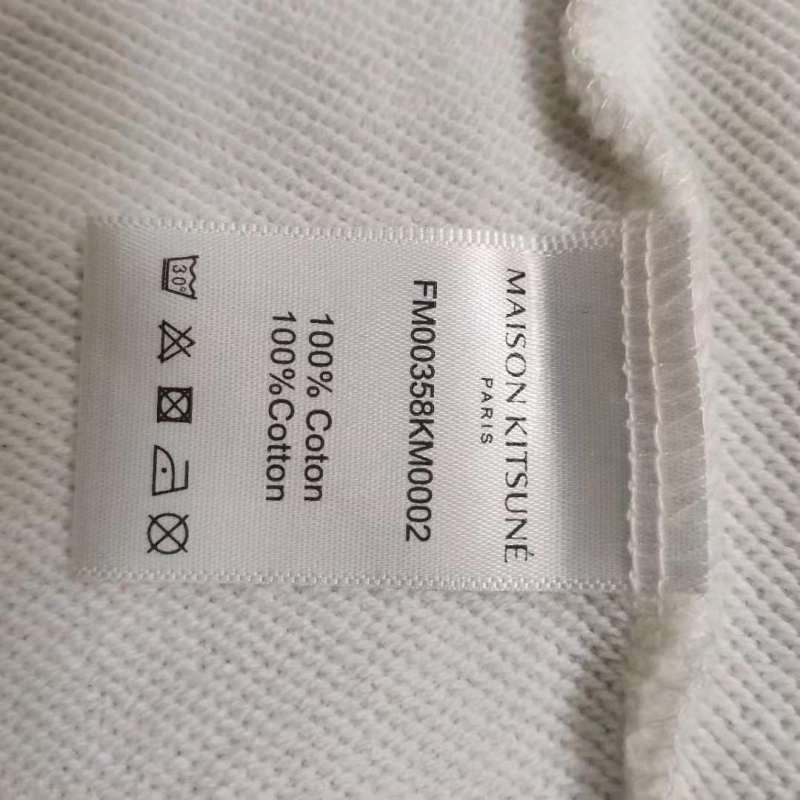 MAISON KITSUNÉ
PARIS
FM00358KM0002
100% Coton
100%Cotton
30°